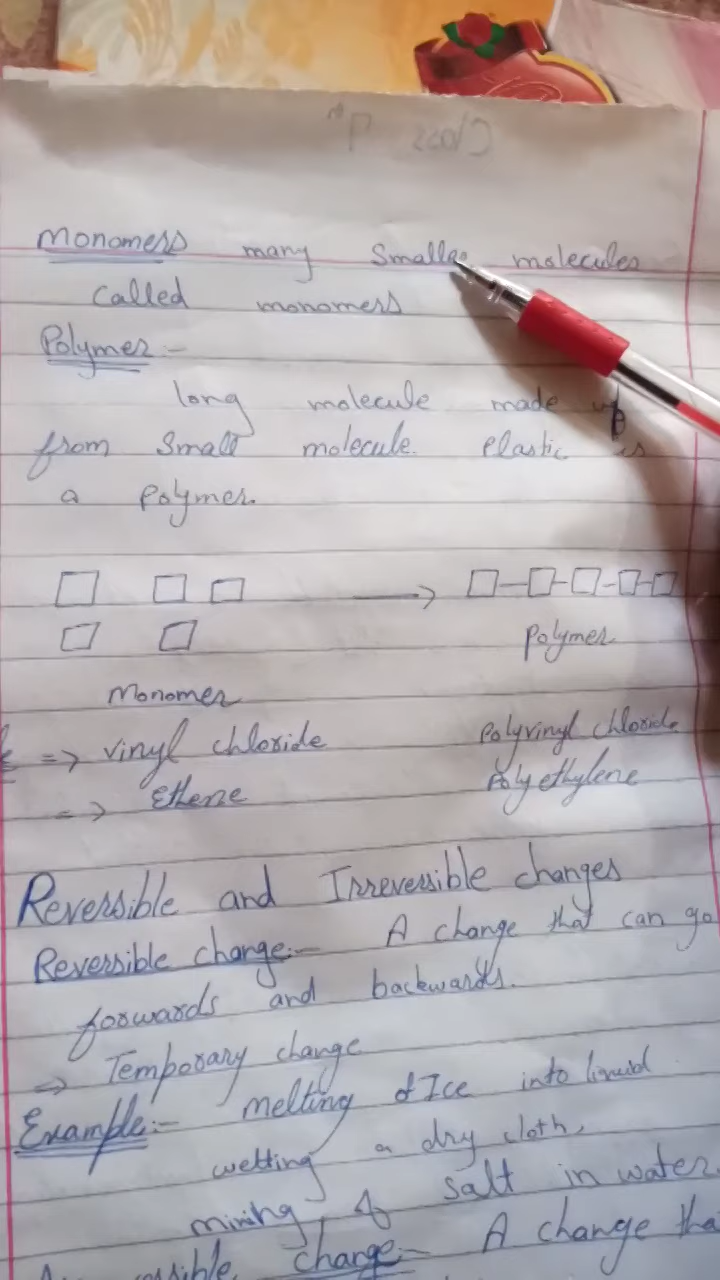 Monomers many Smaller molecules
called monomers
Polymer:-
long molecule made up
from Small molecule. Plastic is
a Polymer.
Polymer
Monomer
=> vinyl chloride Polyvinyl chloride
=> Ethene Polyethylene
Reversible and Irreversible changes
Reversible change:- A change that can go
forwards and backwards.
=> Temporary change
Example:- melting of Ice into liquid
wetting a dry cloth,
mixing of salt in water.
change:- A change